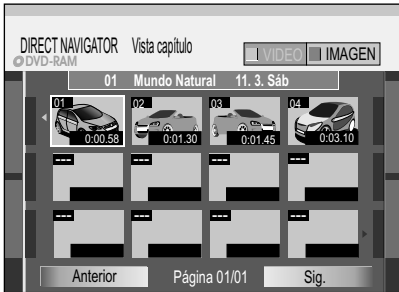 DIRECT NAVIGATOR Vista capítulo
DVD-RAM
VIDEO IMAGEN
01 Mundo Natural 11. 3. Sáb
01 02 03 04
0:00.58 0:01.30 0:01.45 0:03.10
--- --- --- ---
--- --- --- ---
Anterior Página 01/01 Sig.